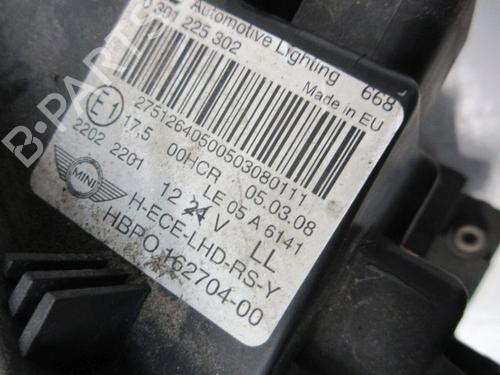 Automotive Lighting 668
0 301 225 302
Made in EU
27512640500503080111
E1
17.5 00HCR 05.03.08
2202 2201
LE 05 A 6141
MINI
12 24 V LL
H-ECE-LHD-RS-Y
HBPO 162704-00
B-PARTS